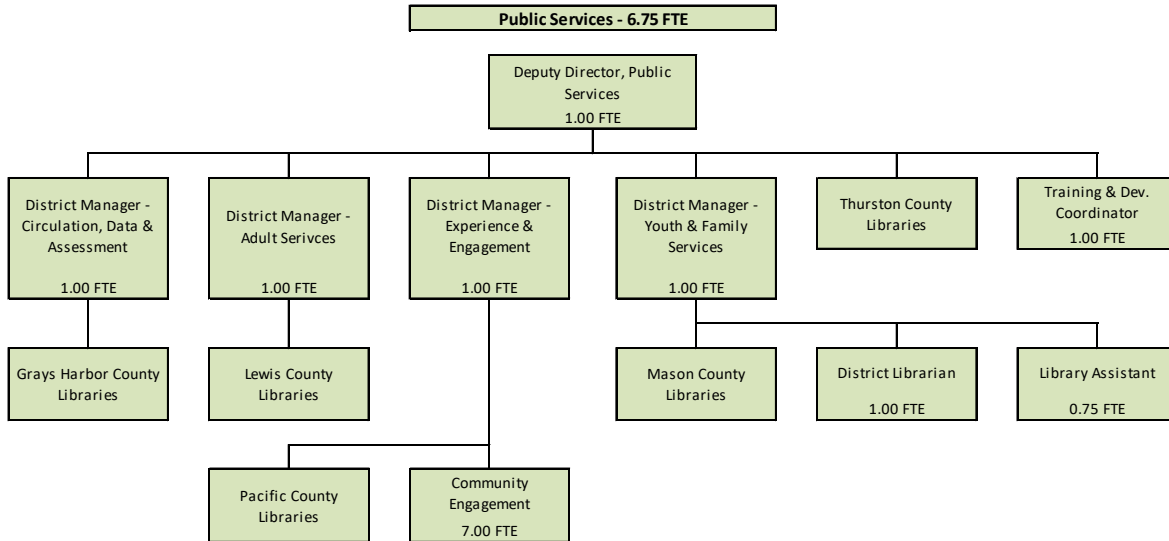 Public Services - 6.75 FTE
Deputy Director, Public
Services
1.00 FTE
District Manager -
Circulation, Data &
Assessment
1.00 FTE
District Manager -
Adult Serivces
1.00 FTE
District Manager -
Experience &
Engagement
1.00 FTE
District Manager -
Youth & Family
Services
1.00 FTE
Thurston County
Libraries
Training & Dev.
Coordinator
1.00 FTE
Grays Harbor County
Libraries
Lewis County
Libraries
Mason County
Libraries
District Librarian
1.00 FTE
Library Assistant
0.75 FTE
Pacific County
Libraries
Community
Engagement
7.00 FTE